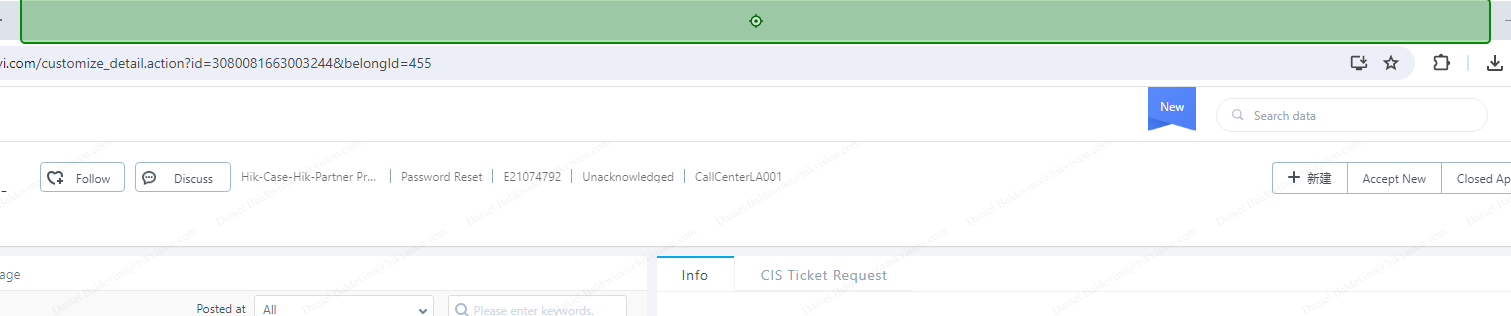 vi.com/customize_detail.action?id=3080081663003244&belongId=455
New
Search data
Follow
Discuss
Hik-Case-Hik-Partner Pr...
Password Reset
E21074792
Unacknowledged
CallCenterLA001
+ 新建
Accept New
Closed Ap
age
Info
CIS Ticket Request
Posted at
All
Please enter keywords.
Daniel.Baldovino@hikvision.com